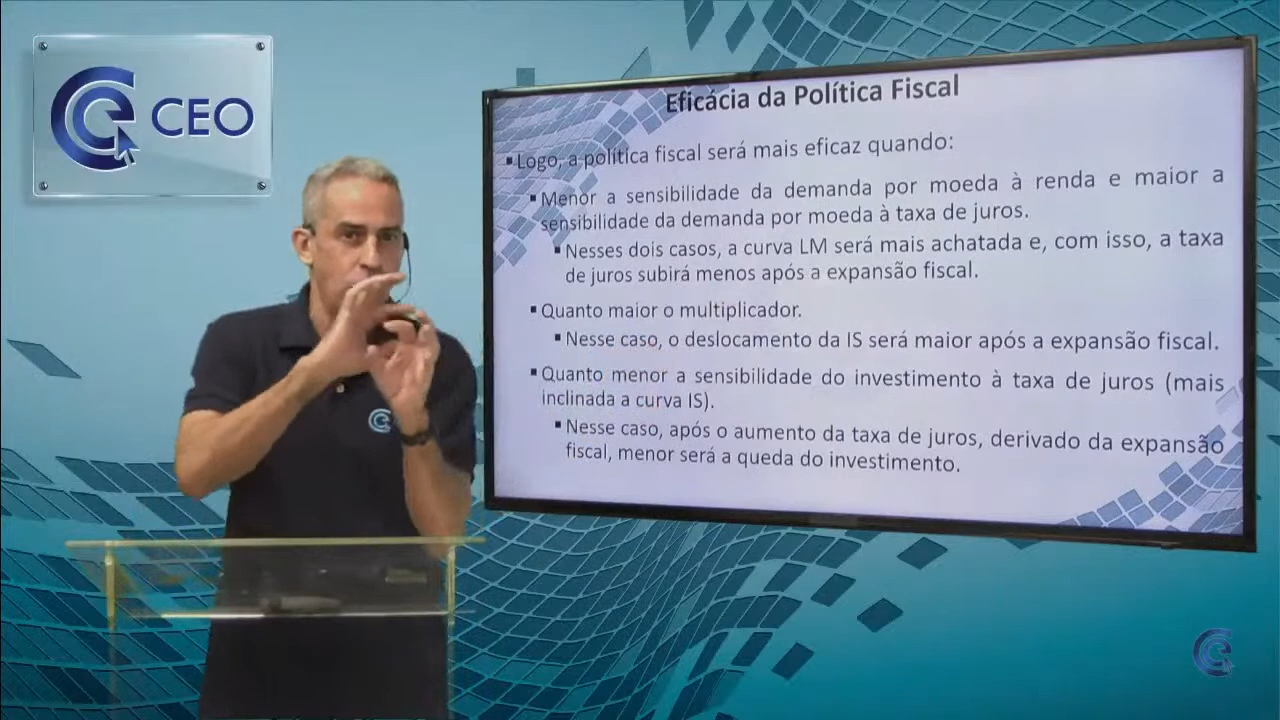 CEO
Eficácia da Política Fiscal
▪Logo, a política fiscal será mais eficaz quando:
▪Menor a sensibilidade da demanda por moeda à renda e maior a
sensibilidade da demanda por moeda à taxa de juros.
▪Nesses dois casos, a curva LM será mais achatada e, com isso, a taxa
de juros subirá menos após a expansão fiscal.
▪Quanto maior o multiplicador.
▪Nesse caso, o deslocamento da IS será maior após a expansão fiscal.
▪Quanto menor a sensibilidade do investimento à taxa de juros (mais
inclinada a curva IS).
▪Nesse caso, após o aumento da taxa de juros, derivado da expansão
fiscal, menor será a queda do investimento.